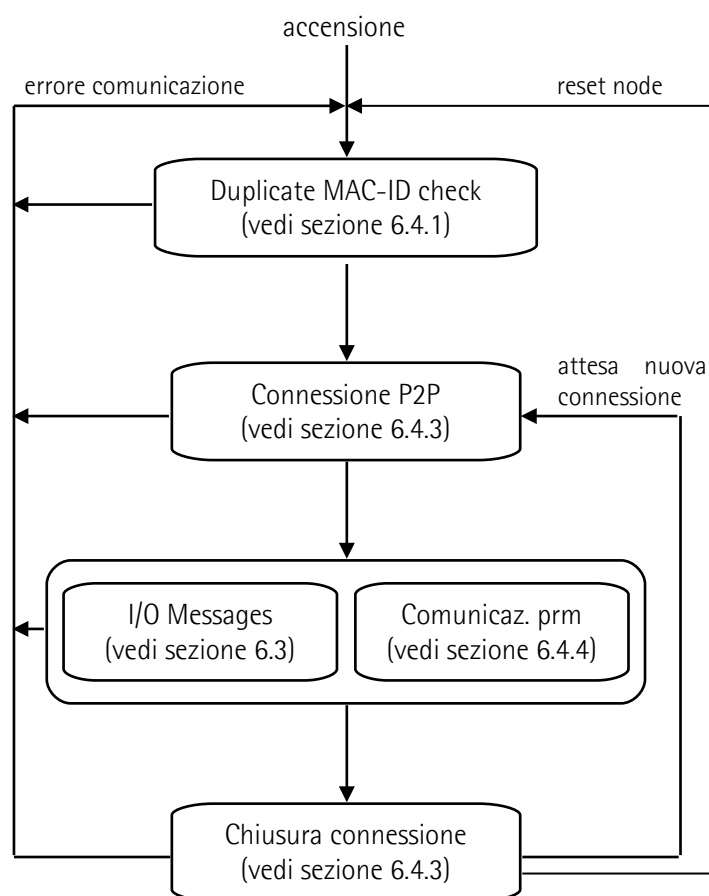 accensione
errore comunicazione
reset node
Duplicate MAC-ID check
(vedi sezione 6.4.1)
attesa nuova
connessione
Connessione P2P
(vedi sezione 6.4.3)
I/O Messages
(vedi sezione 6.3)
Comunicaz. prm
(vedi sezione 6.4.4)
Chiusura connessione
(vedi sezione 6.4.3)